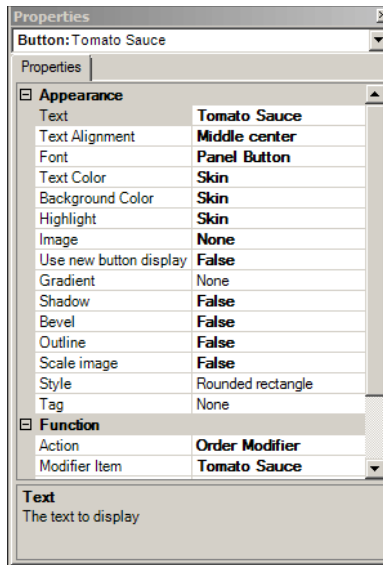 Properties
Button: Tomato Sauce
Properties
Appearance
Text Tomato Sauce
Text Alignment Middle center
Font Panel Button
Text Color Skin
Background Color Skin
Highlight Skin
Image None
Use new button display False
Gradient None
Shadow False
Bevel False
Outline False
Scale image False
Style Rounded rectangle
Tag None
Function
Action Order Modifier
Modifier Item Tomato Sauce
Text
The text to display